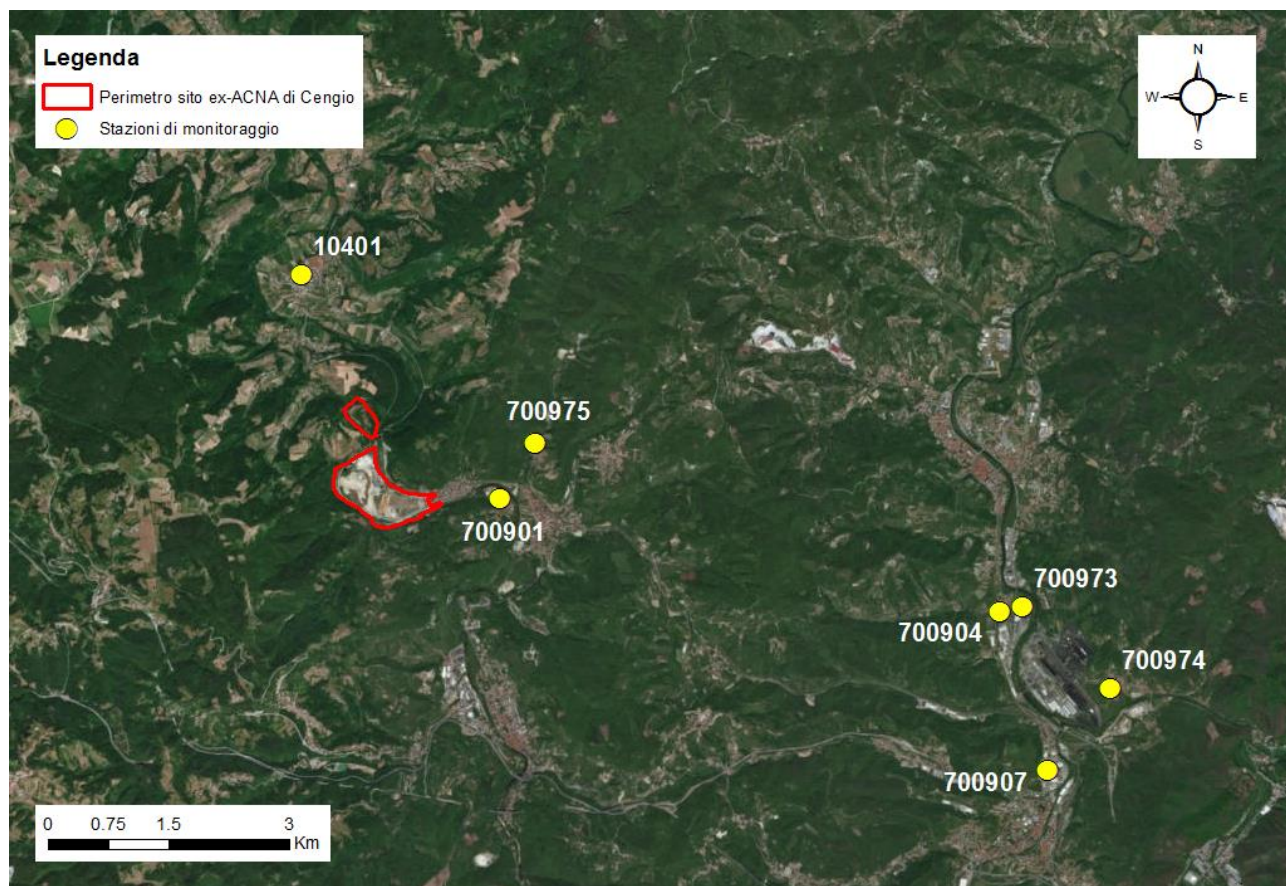 Legenda
Perimetro sito ex-ACNA di Cengio
Stazioni di monitoraggio
N
W E
S
10401
700975
700901
700973
700904
700974
700907
0 0.75 1.5 3
Km